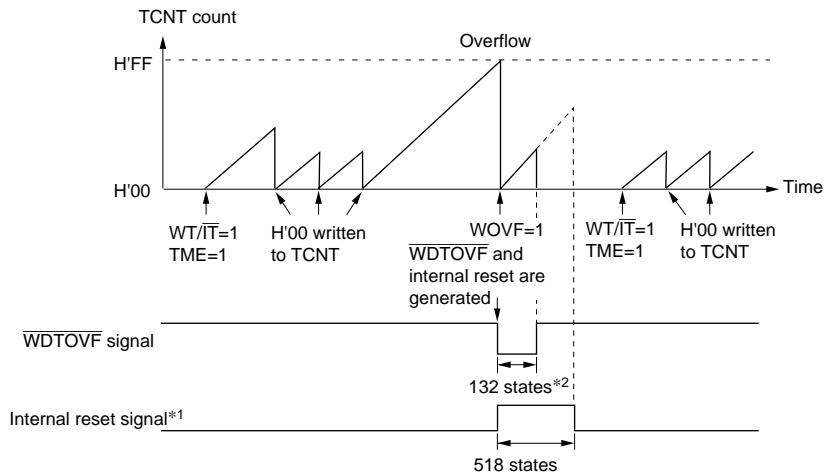 TCNT count
Overflow
H'FF
H'00
Time
WT/IT=1
TME=1
H'00 written
to TCNT
WOVF=1
WDTOVF and
internal reset are
generated
WT/IT=1
TME=1
H'00 written
to TCNT
WDTOVF signal
132 states*2
Internal reset signal*1
518 states